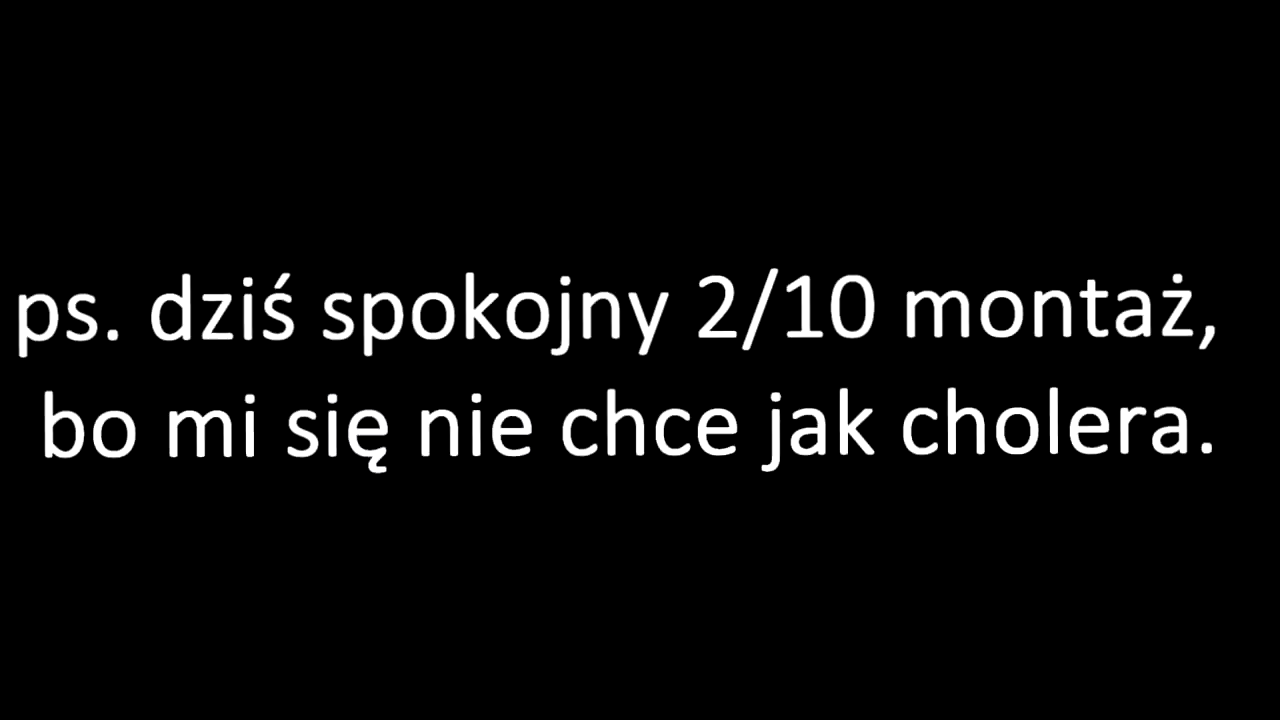 ps. dziś spokojny 2/10 montaż,
bo mi się nie chce jak cholera.